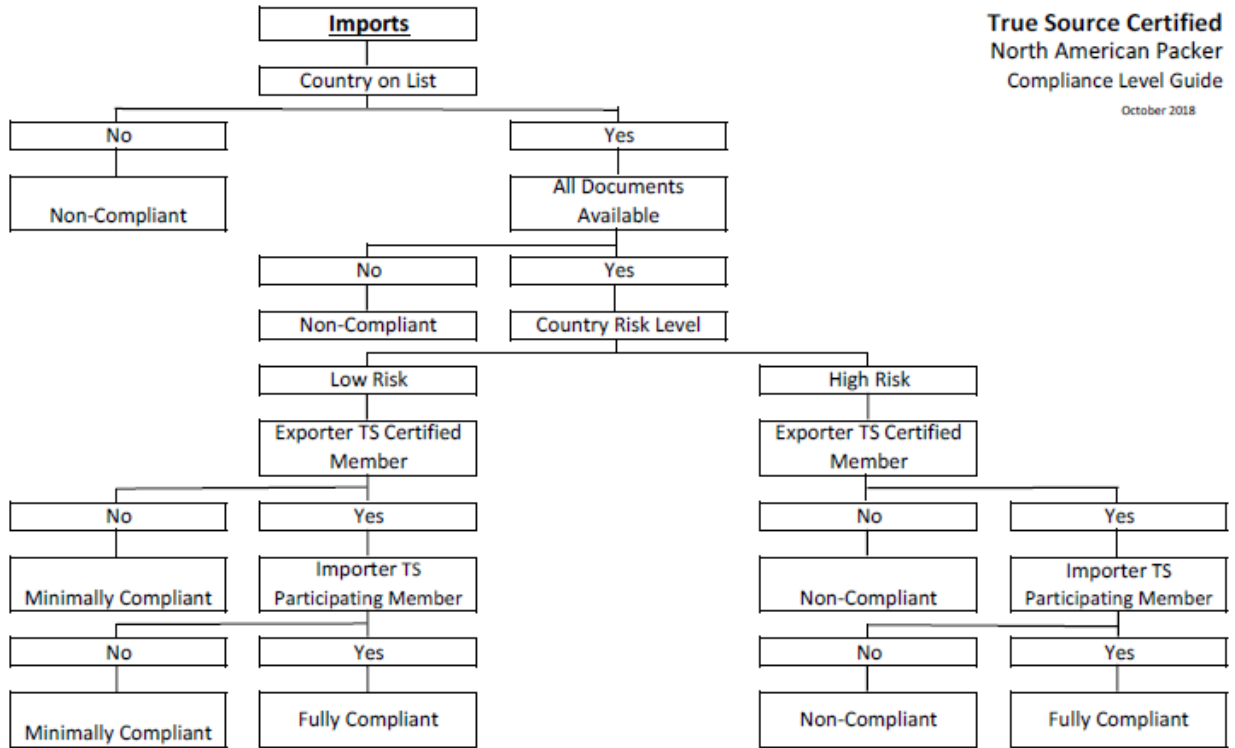 Imports
True Source Certified
North American Packer
Compliance Level Guide
October 2018
Country on List
No
Yes
Non-Compliant
All Documents
Available
No
Yes
Non-Compliant
Country Risk Level
Low Risk
High Risk
Exporter TS Certified
Member
Exporter TS Certified
Member
No
Yes
No
Yes
Minimally Compliant
Importer TS
Participating Member
Non-Compliant
Importer TS
Participating Member
No
Yes
No
Yes
Minimally Compliant
Fully Compliant
Non-Compliant
Fully Compliant